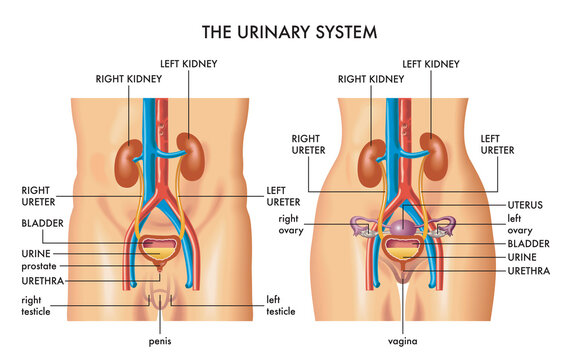 THE URINARY SYSTEM
LEFT KIDNEY
RIGHT KIDNEY
RIGHT
URETER
BLADDER
URINE
prostate
URETHRA
right
testicle
LEFT
URETER
left
testicle
penis
LEFT KIDNEY
RIGHT KIDNEY
RIGHT
URETER
right
ovary
LEFT
URETER
UTERUS
left
ovary
BLADDER
URINE
URETHRA
vagina